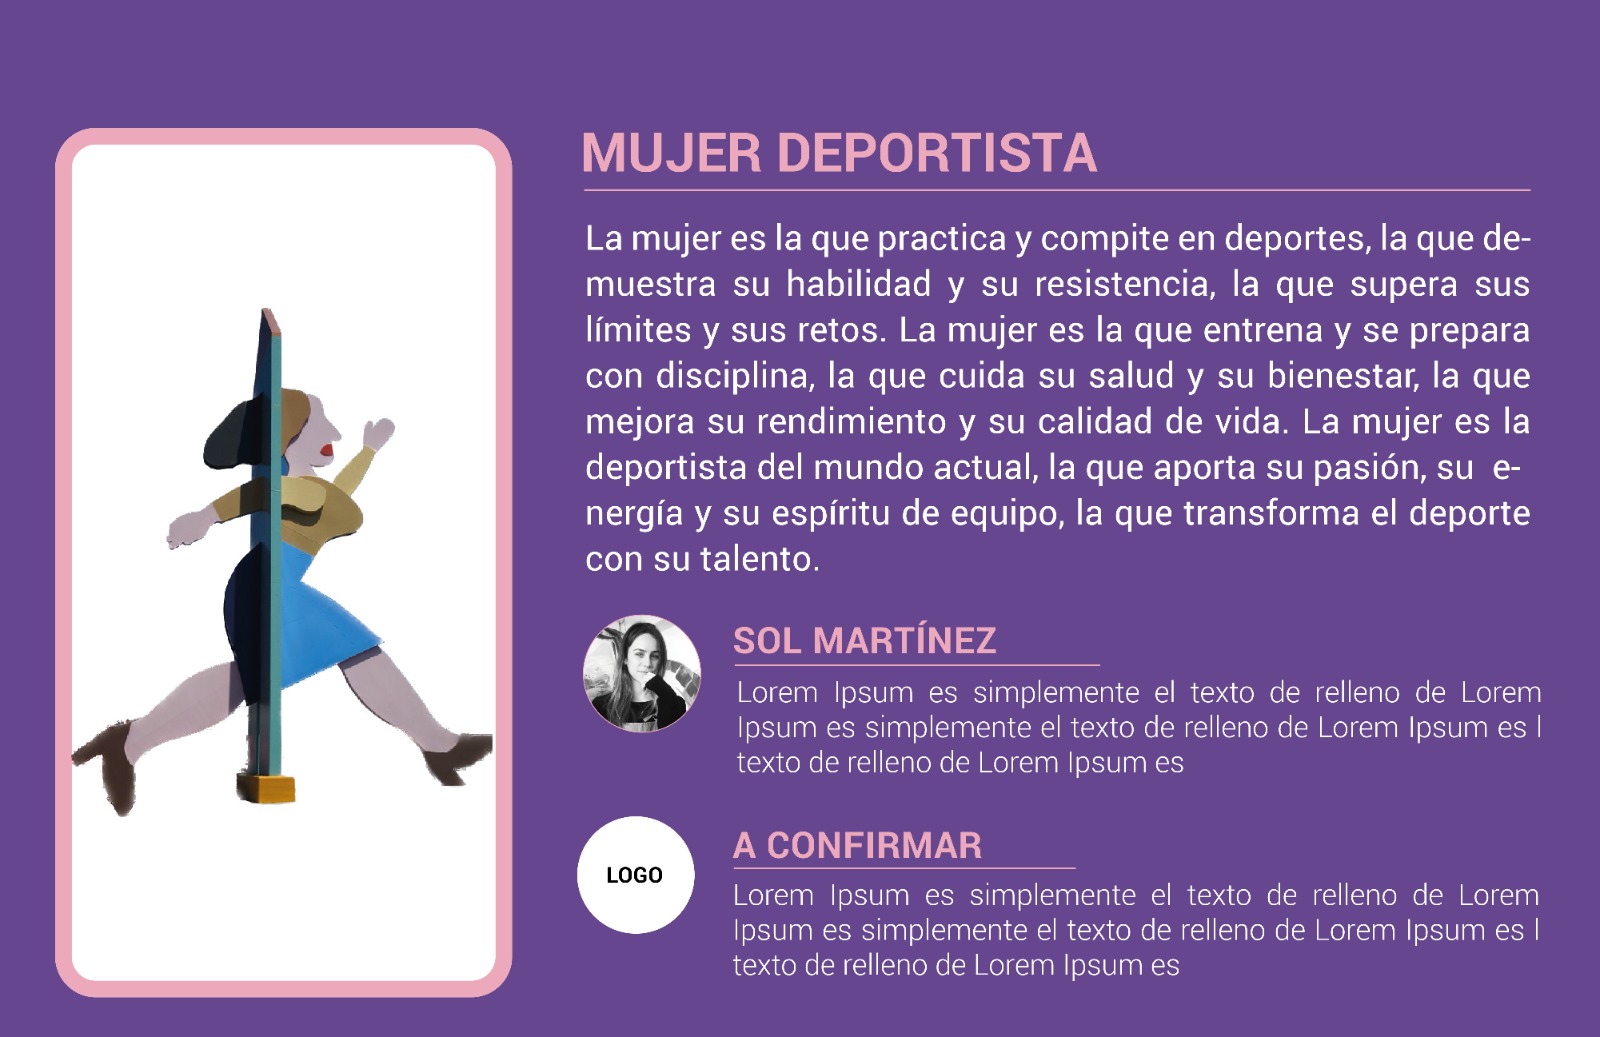 MUJER DEPORTISTA
La mujer es la que practica y compite en deportes, la que de-
muestra su habilidad y su resistencia, la que supera sus
límites y sus retos. La mujer es la que entrena y se prepara
con disciplina, la que cuida su salud y su bienestar, la que
mejora su rendimiento y su calidad de vida. La mujer es la
deportista del mundo actual, la que aporta su pasión, su e-
nergía y su espíritu de equipo, la que transforma el deporte
con su talento.
SOL MARTÍNEZ
Lorem Ipsum es simplemente el texto de relleno de Lorem
Ipsum es simplemente el texto de relleno de Lorem Ipsum es l
texto de relleno de Lorem Ipsum es
LOGO
A CONFIRMAR
Lorem Ipsum es simplemente el texto de relleno de Lorem
Ipsum es simplemente el texto de relleno de Lorem Ipsum es l
texto de relleno de Lorem Ipsum es